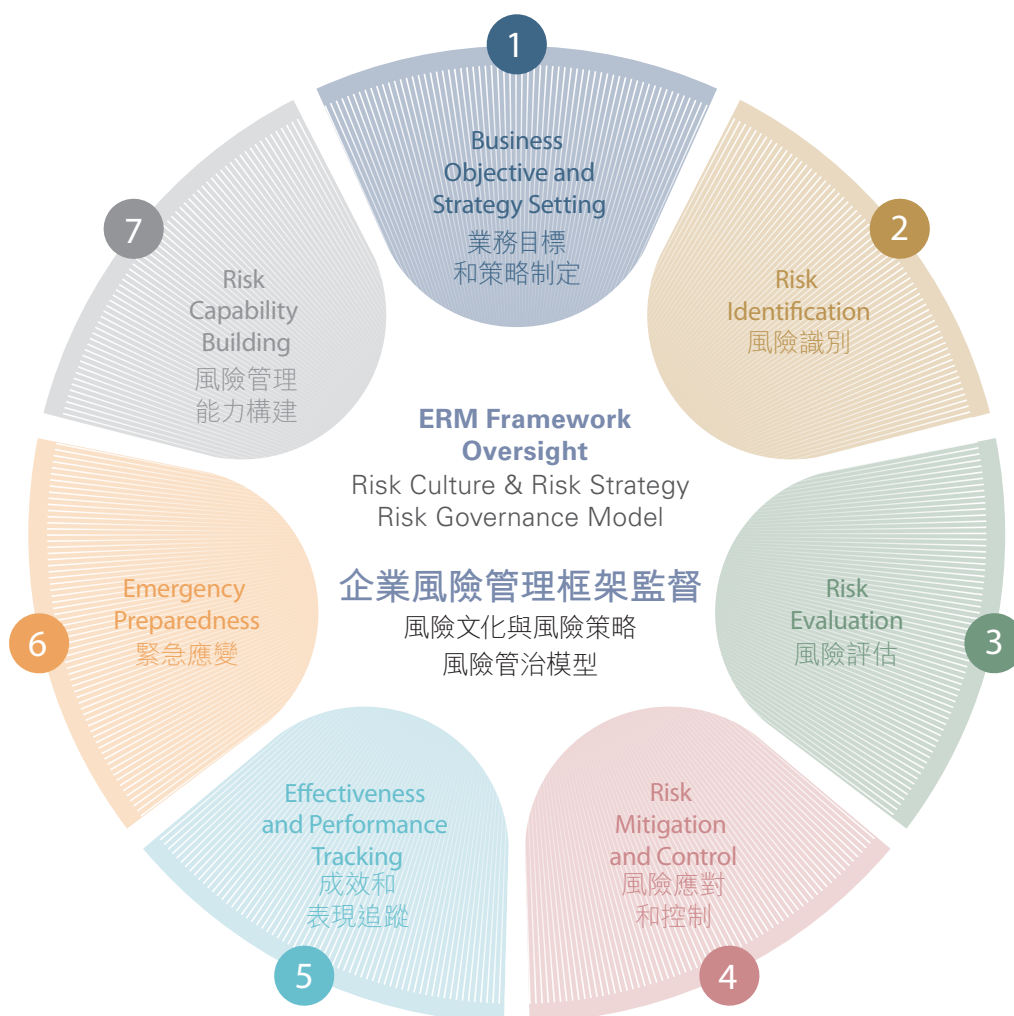 1
Business
Objective and
Strategy Setting
業務目標
和策略制定
2
Risk
Identification
風險識別
3
Risk
Evaluation
風險評估
4
Risk
Mitigation
and Control
風險應對
和控制
5
Effectiveness
and Performance
Tracking
成效和
表現追蹤
6
Emergency
Preparedness
緊急應變
7
Risk
Capability
Building
風險管理
能力構建
ERM Framework
Oversight
Risk Culture & Risk Strategy
Risk Governance Model
企業風險管理框架監督
風險文化與風險策略
風險管治模型